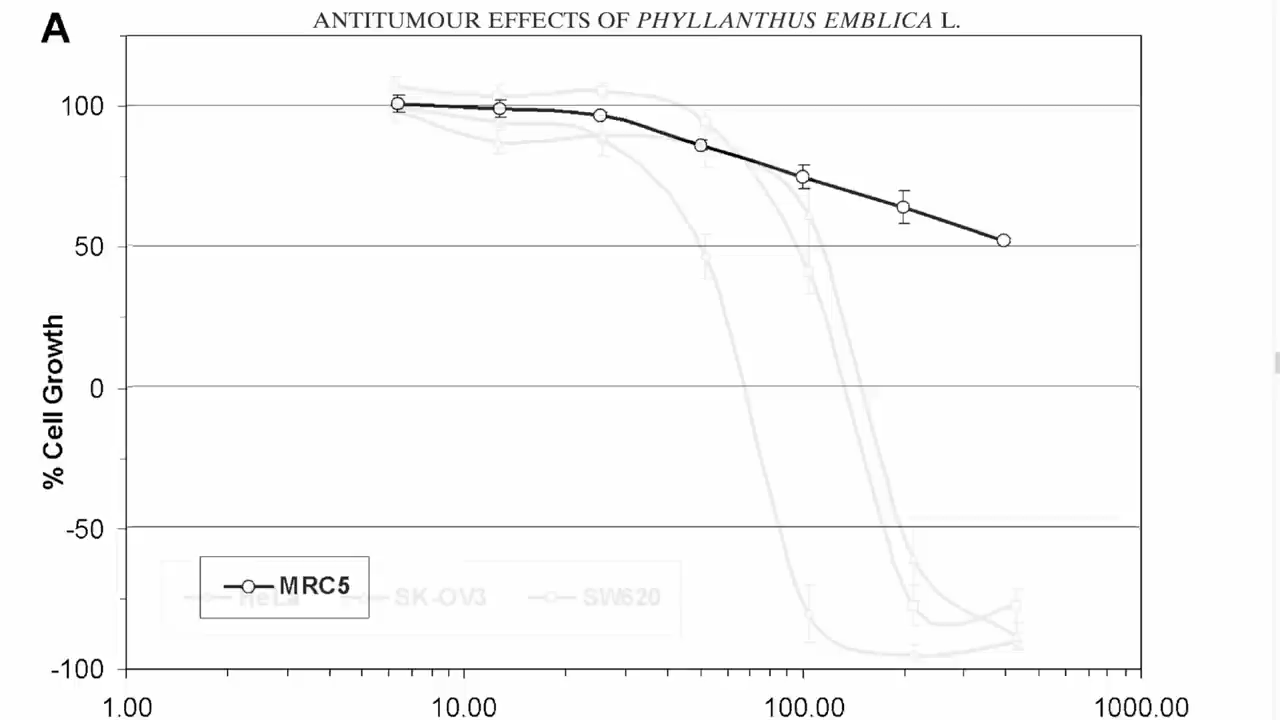 A
ANTITUMOUR EFFECTS OF PHYLLANTHUS EMBLICA L.
100
50
0
-50
-100
% Cell Growth
MRC5
HeLa
SK-OV3
SW620
1.00
10.00
100.00
1000.00